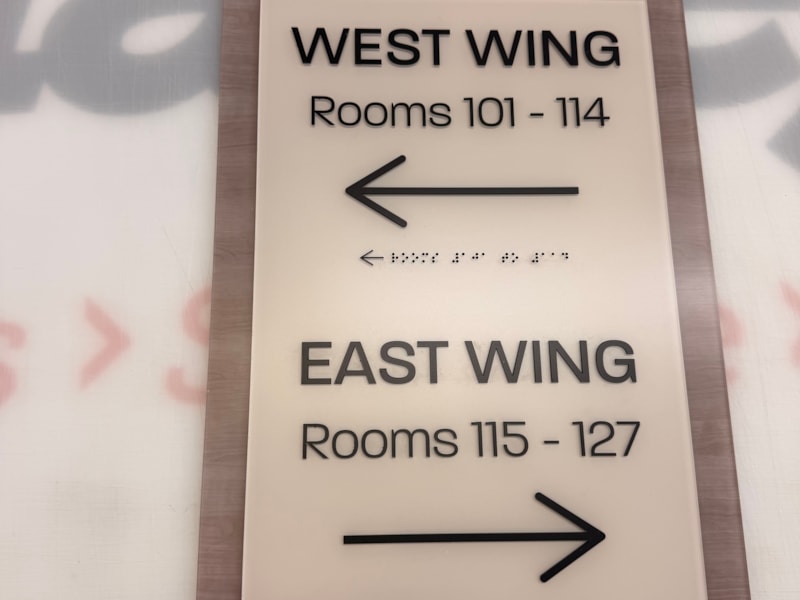 WEST WING
Rooms 101 - 114
←
← ⠗⠕⠕⠍⠎ ⠼⠁⠚⠁ ⠞⠕ ⠼⠁⠁⠙
EAST WING
Rooms 115 - 127
→